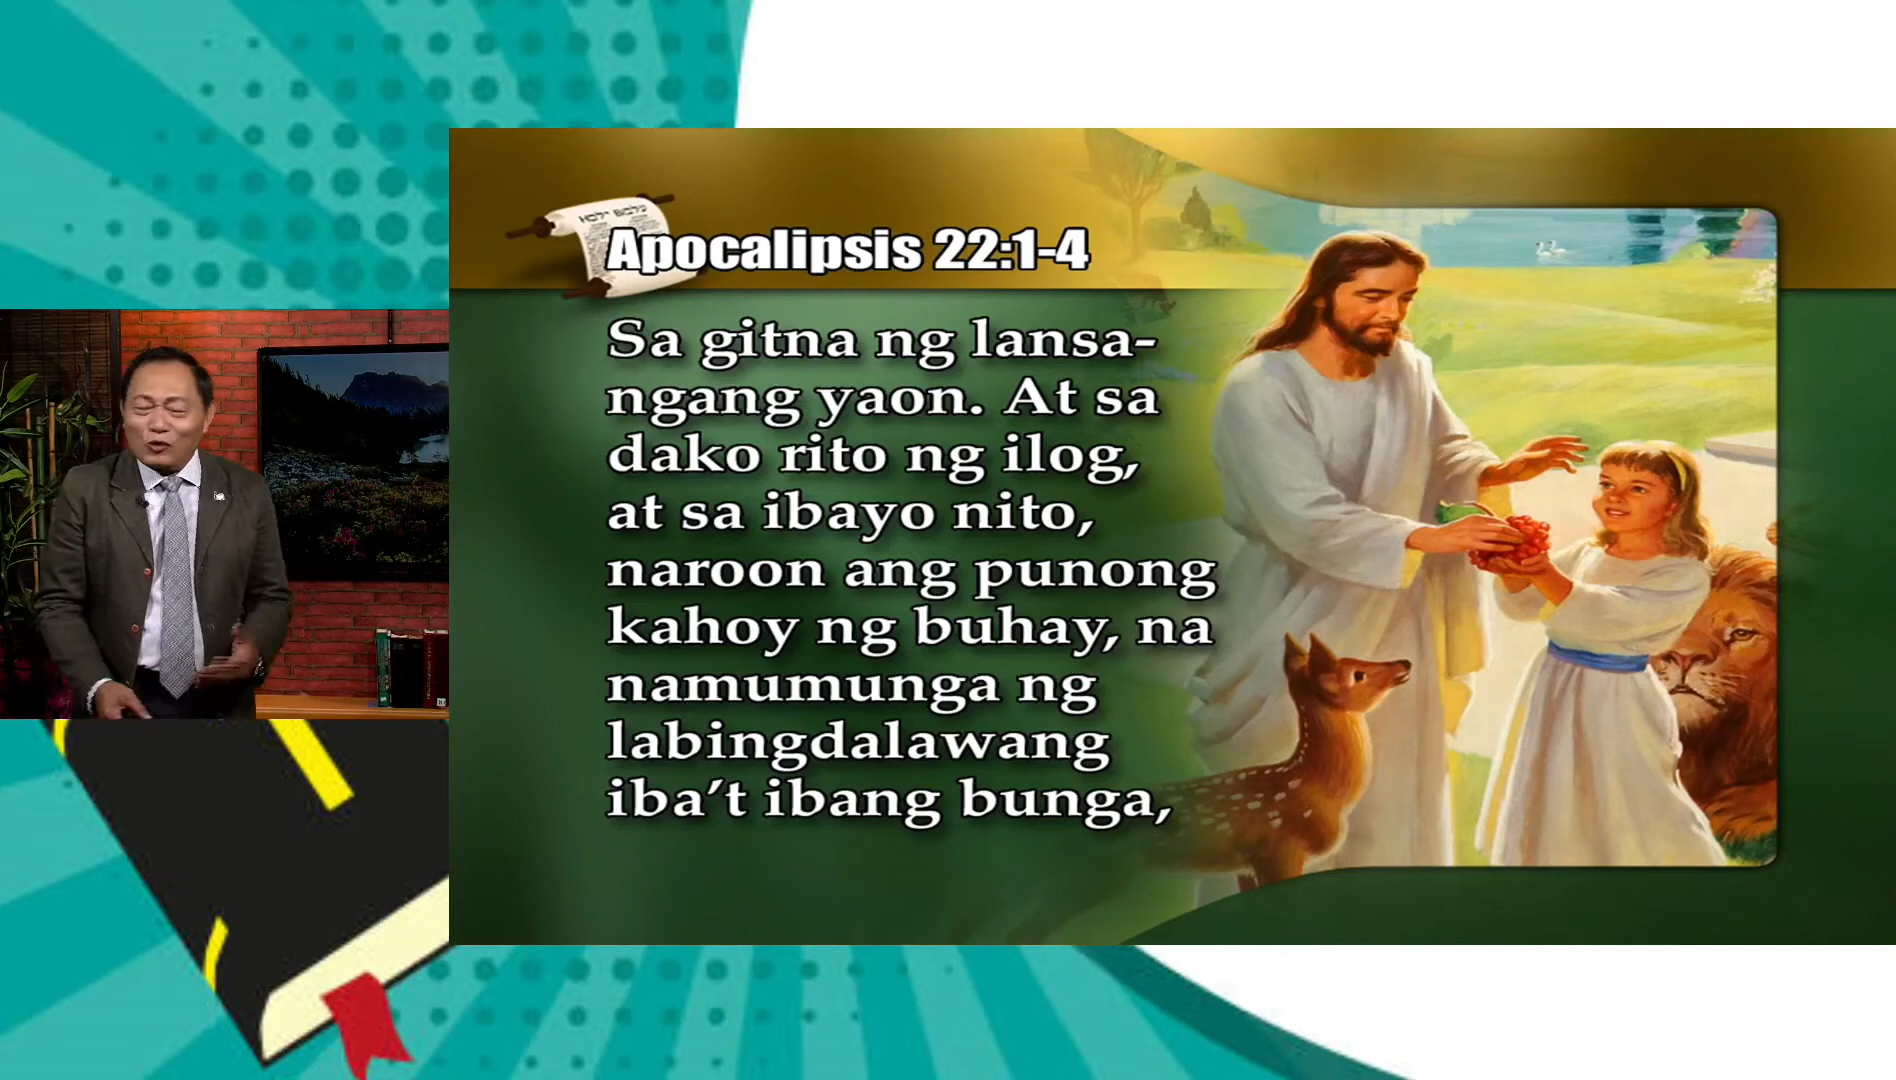 Apocalipsis 22:1-4
Sa gitna ng lansa-
ngang yaon. At sa
dako rito ng ilog,
at sa ibayo nito,
naroon ang punong
kahoy ng buhay, na
namumunga ng
labingdalawang
iba’t ibang bunga,